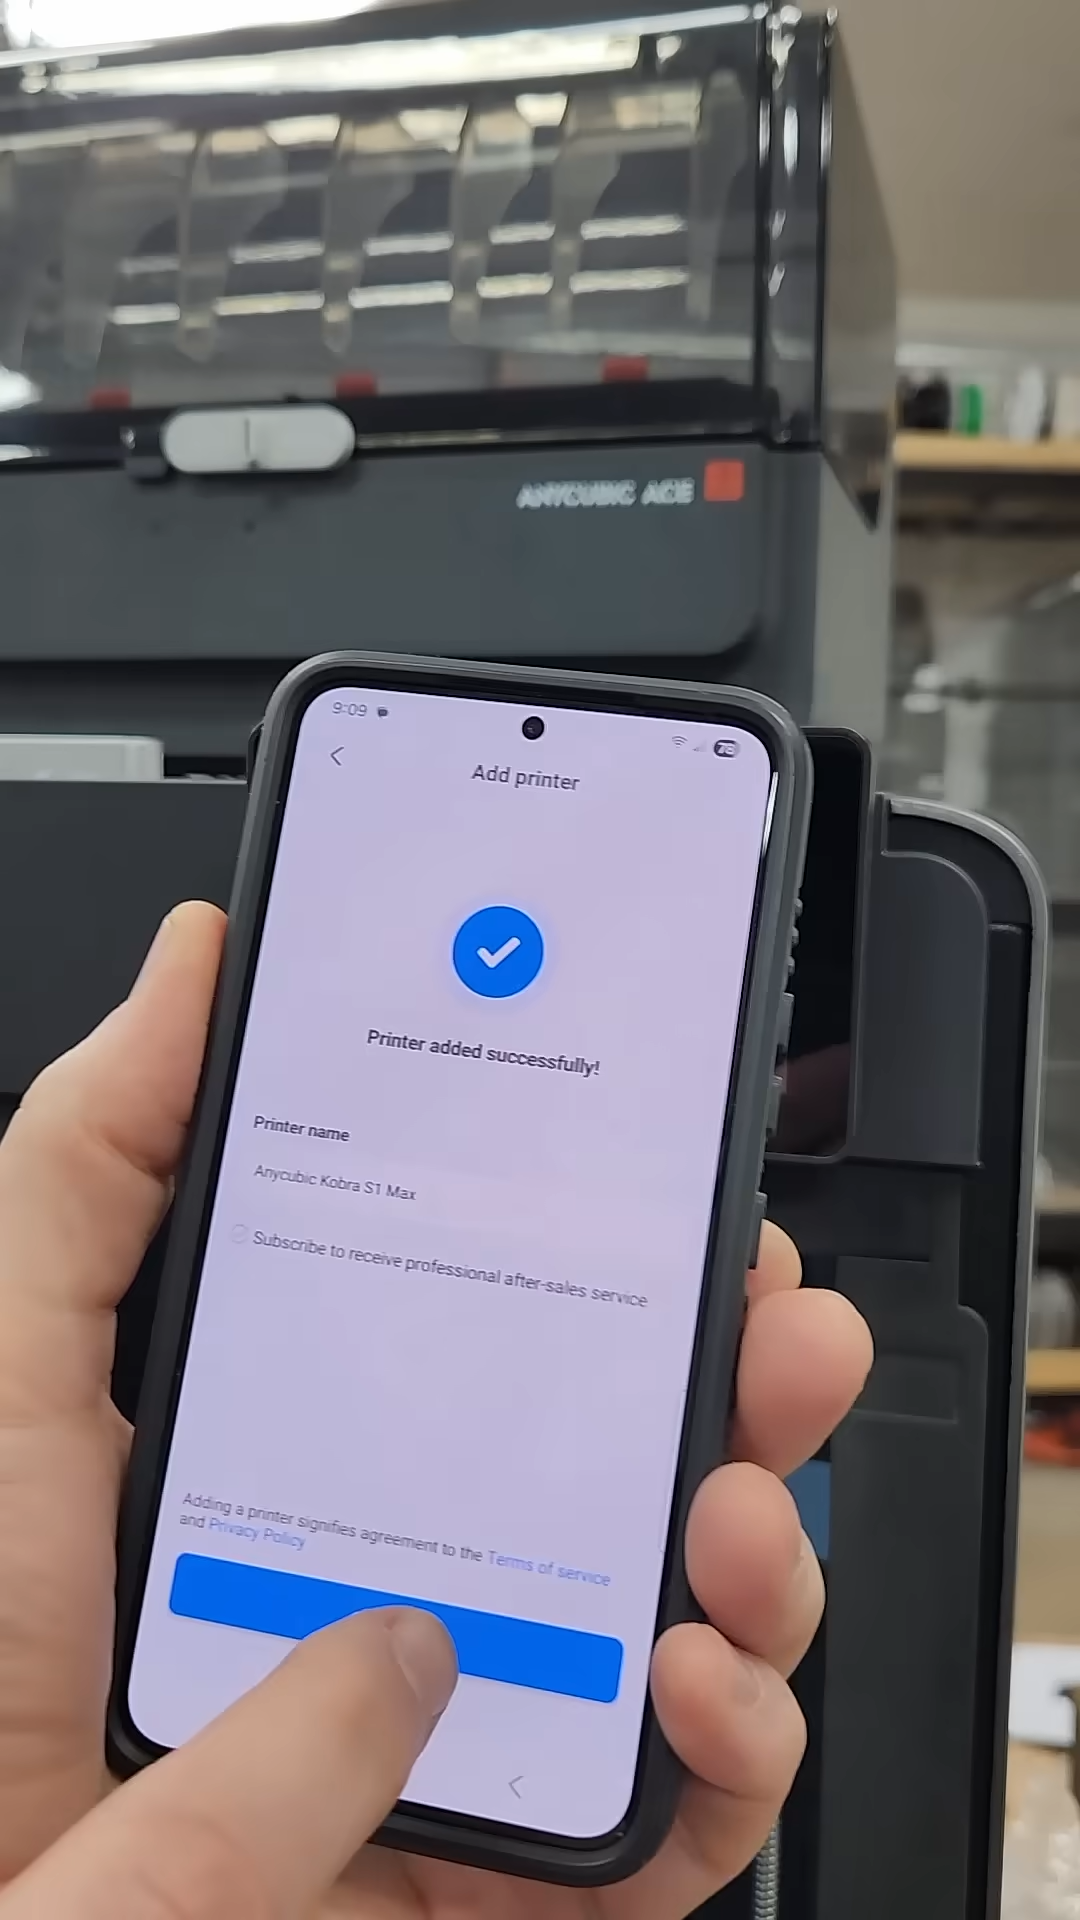 ANYCUBIC ACE
9:09
78
Add printer
Printer added successfully!
Printer name
Anycubic Kobra S1 Max
Subscribe to receive professional after-sales service
Adding a printer signifies agreement to the Terms of service
and Privacy Policy